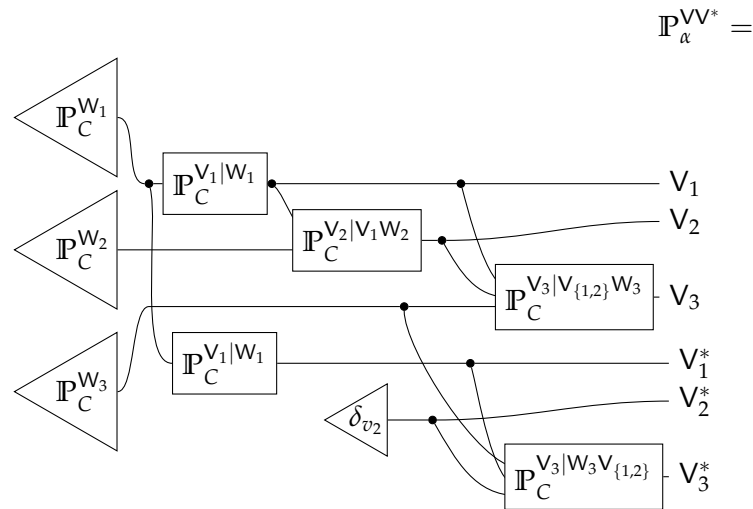 ℙ_α^{VV*} =
ℙ_C^{W_1}
ℙ_C^{V_1|W_1}
V_1
V_2
ℙ_C^{W_2}
ℙ_C^{V_2|V_1W_2}
ℙ_C^{V_3|V_{\{1,2\}}W_3}
V_3
ℙ_C^{V_1|W_1}
V_1^*
ℙ_C^{W_3}
V_2^*
δ_{v_2}
ℙ_C^{V_3|W_3V_{\{1,2\}}}
V_3^*